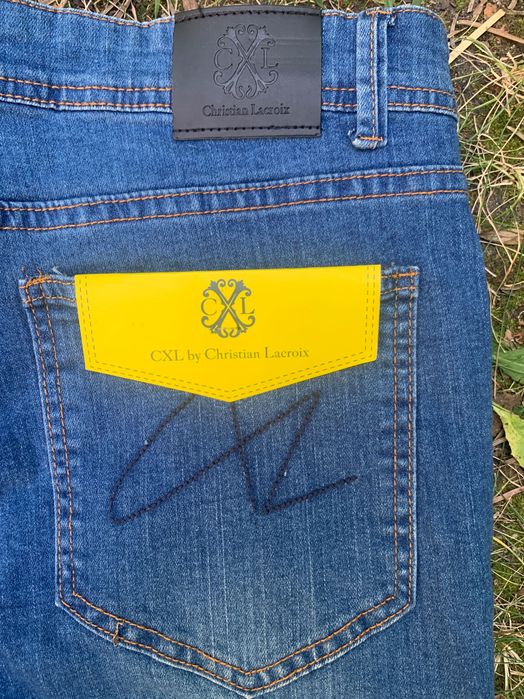 CXL
Christian Lacroix
CXL
CXL by Christian Lacroix